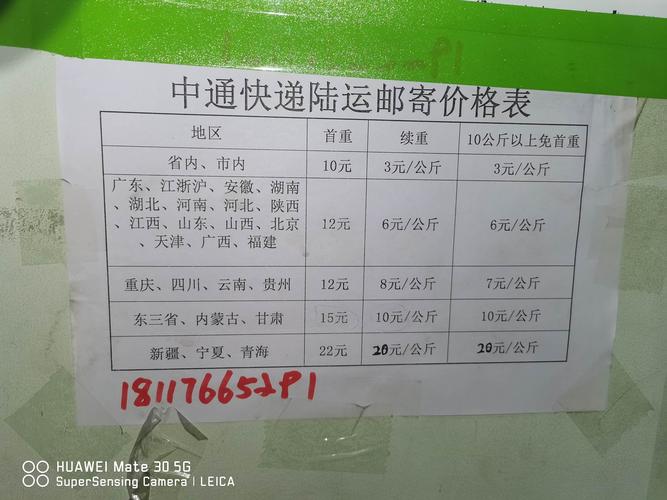 中通快递陆运邮寄价格表
地区 首重 续重 10公斤以上免首重
省内、市内 10元 3元/公斤 3元/公斤
广东、江浙沪、安徽、湖南
、湖北、河南、河北、陕西
、江西、山东、山西、北京 12元 6元/公斤 6元/公斤
、天津、广西、福建
重庆、四川、云南、贵州 12元 8元/公斤 7元/公斤
东三省、内蒙古、甘肃 15元 10元/公斤 10元/公斤
新疆、宁夏、青海 22元 20元/公斤 20元/公斤
18117665291
HUAWEI Mate 30 5G
SuperSensing Camera | LEICA